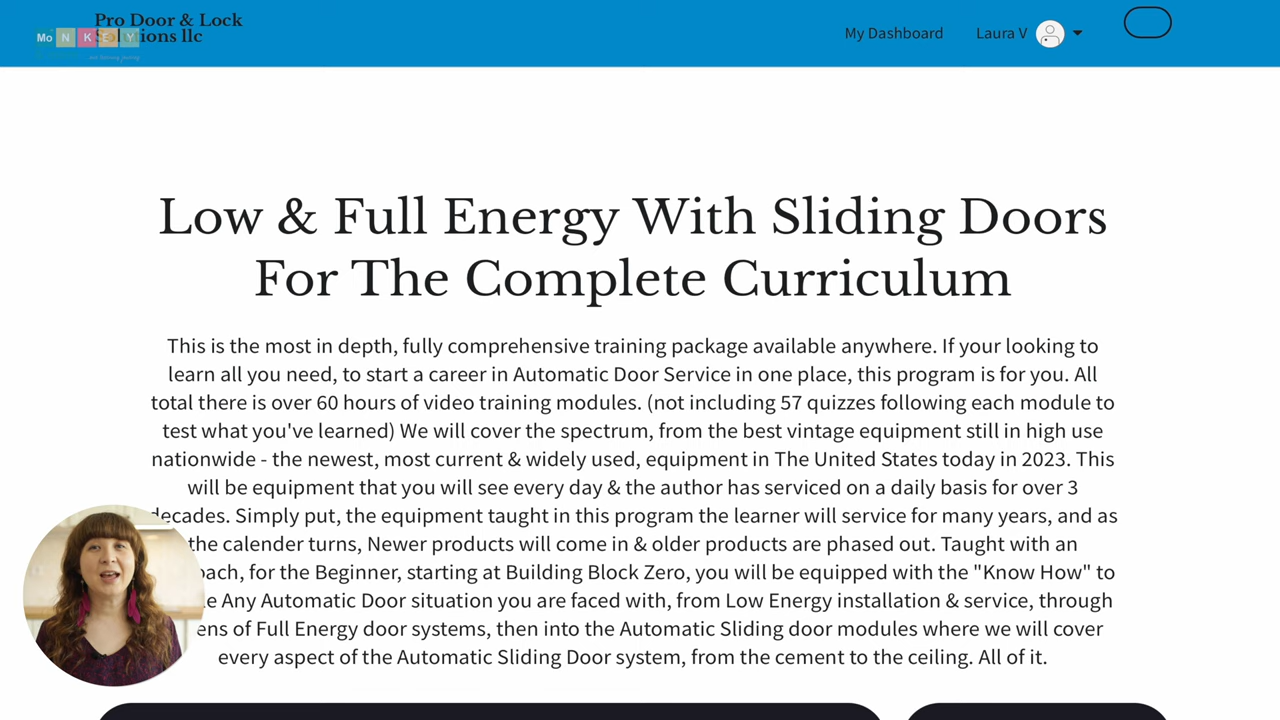 Pro Door & Lock
Solutions llc
MoNKEY
My Dashboard
Laura V
Low & Full Energy With Sliding Doors
For The Complete Curriculum
This is the most in depth, fully comprehensive training package available anywhere. If your looking to
learn all you need, to start a career in Automatic Door Service in one place, this program is for you. All
total there is over 60 hours of video training modules. (not including 57 quizzes following each module to
test what you've learned) We will cover the spectrum, from the best vintage equipment still in high use
nationwide - the newest, most current & widely used, equipment in The United States today in 2023. This
will be equipment that you will see every day & the author has serviced on a daily basis for over 3
decades. Simply put, the equipment taught in this program the learner will service for many years, and as
the calender turns, Newer products will come in & older products are phased out. Taught with an
for the Beginner, starting at Building Block Zero, you will be equipped with the "Know How" to
Any Automatic Door situation you are faced with, from Low Energy installation & service, through
of Full Energy door systems, then into the Automatic Sliding door modules where we will cover
every aspect of the Automatic Sliding Door system, from the cement to the ceiling. All of it.